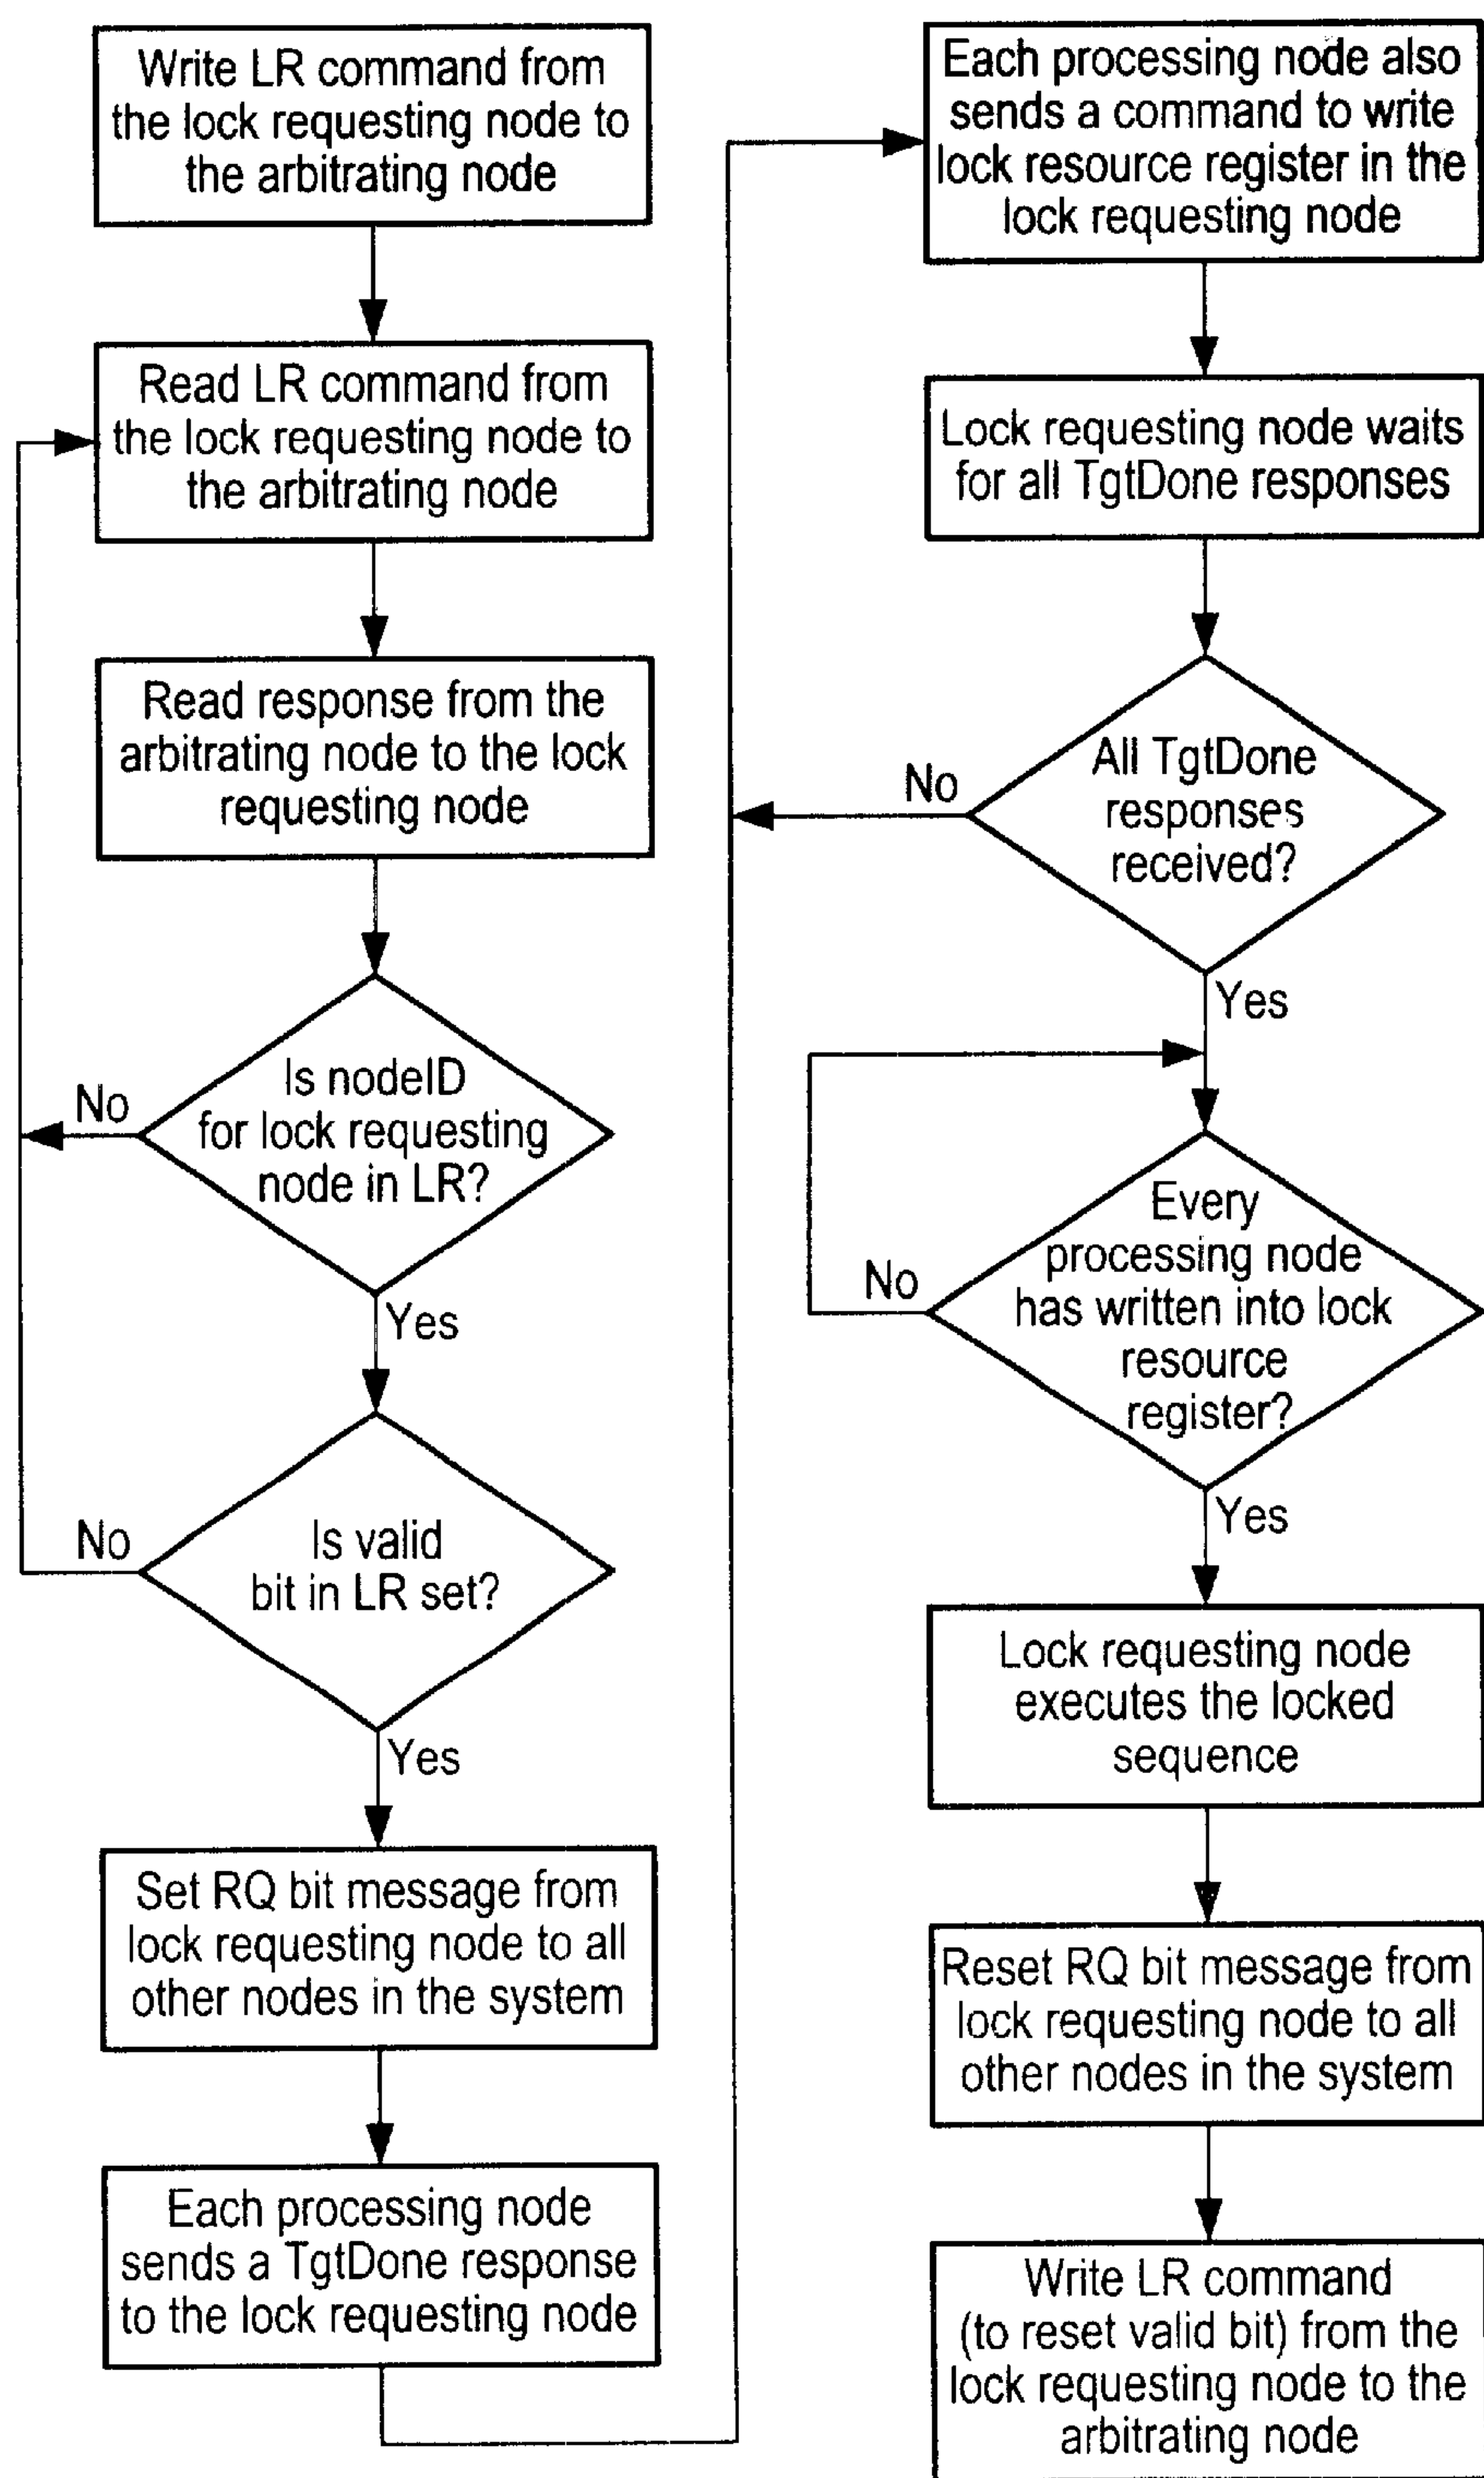 Write LR command from
the lock requesting node to
the arbitrating node
Read LR command from
the lock requesting node to
the arbitrating node
Read response from the
arbitrating node to the lock
requesting node
Is nodeID
for lock requesting
node in LR?
No
Yes
Is valid
bit in LR set?
No
Yes
Set RQ bit message from
lock requesting node to all
other nodes in the system
Each processing node
sends a TgtDone response
to the lock requesting node
Each processing node also
sends a command to write
lock resource register in the
lock requesting node
Lock requesting node waits
for all TgtDone responses
All TgtDone
responses
received?
No
Yes
Every
processing node
has written into lock
resource
register?
No
Yes
Lock requesting node
executes the locked
sequence
Reset RQ bit message from
lock requesting node to all
other nodes in the system
Write LR command
(to reset valid bit) from the
lock requesting node to the
arbitrating node